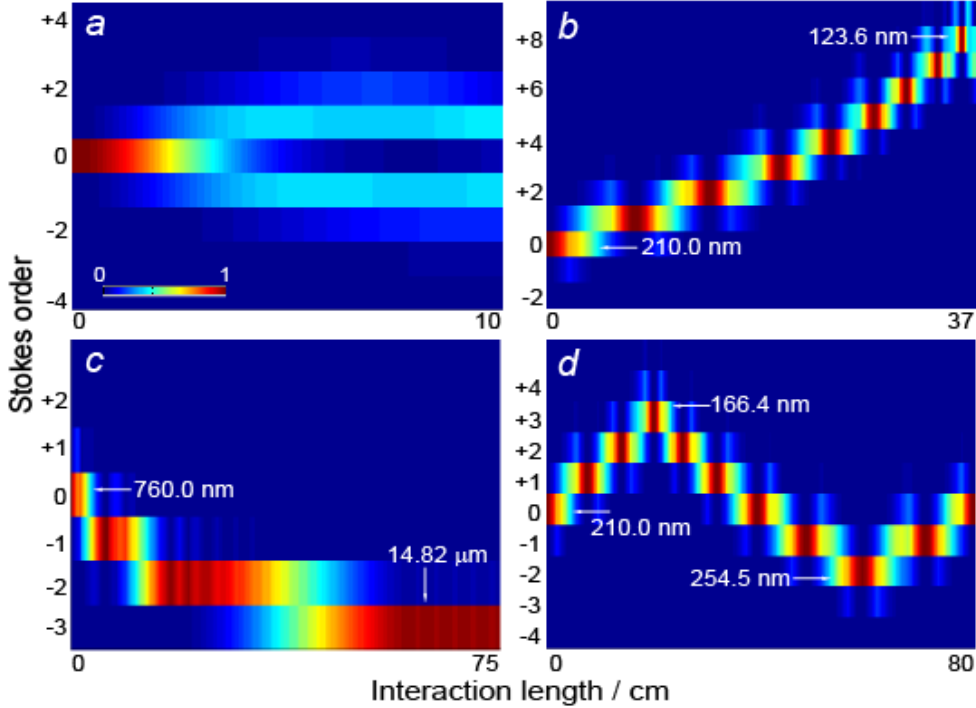 Stokes order
a
+4
+2
0
-2
-4
0 1
0 10
b
+8
+6
+4
+2
0
-2
123.6 nm
210.0 nm
0 37
c
+2
+1
0
-1
-2
-3
760.0 nm
14.82 μm
0 75
d
+4
+3
+2
+1
0
-1
-2
-3
-4
166.4 nm
210.0 nm
254.5 nm
0 80
Interaction length / cm